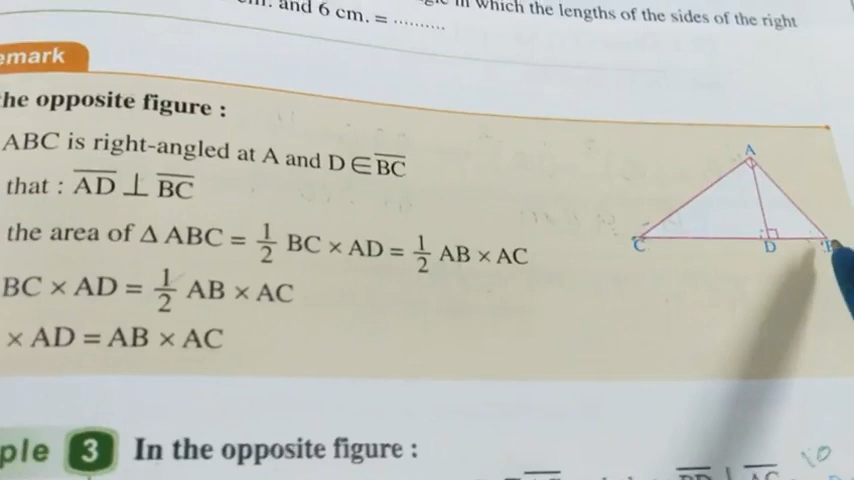 and 6 cm. = ..........
in which the lengths of the sides of the right
emark
he opposite figure :
ABC is right-angled at A and D ∈ BC
that : AD ⊥ BC
the area of Δ ABC = 1/2 BC × AD = 1/2 AB × AC
BC × AD = 1/2 AB × AC
× AD = AB × AC
A
C
D
B
ple 3 In the opposite figure :
10